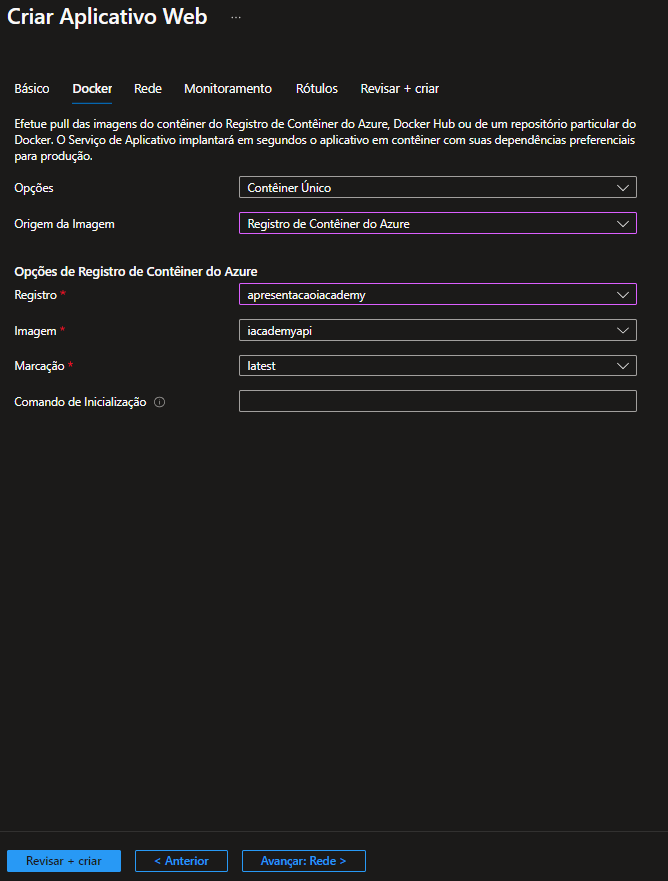 Criar Aplicativo Web ...
Básico Docker Rede Monitoramento Rótulos Revisar + criar
Efetue pull das imagens do contêiner do Registro de Contêiner do Azure, Docker Hub ou de um repositório particular do
Docker. O Serviço de Aplicativo implantará em segundos o aplicativo em contêiner com suas dependências preferenciais
para produção.
Opções Contêiner Único
Origem da Imagem Registro de Contêiner do Azure
Opções de Registro de Contêiner do Azure
Registro * apresentacaoiacademy
Imagem * iacademyapi
Marcação * latest
Comando de Inicialização
Revisar + criar < Anterior Avançar: Rede >